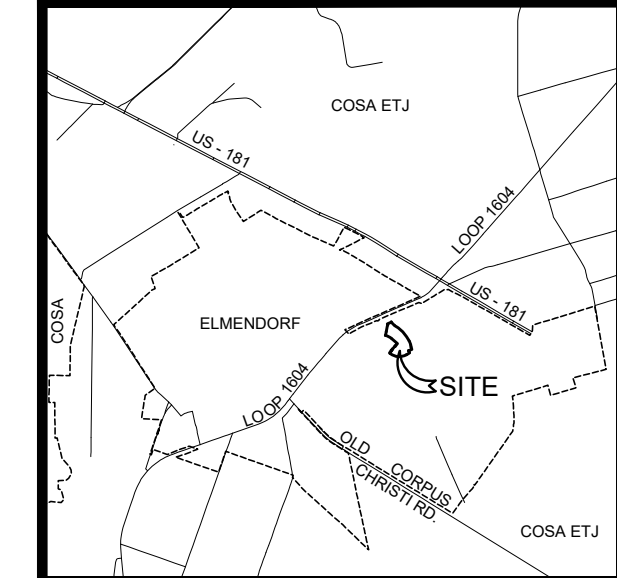 COSA ETJ
US - 181
LOOP 1604
US - 181
COSA
ELMENDORF
SITE
LOOP 1604
OLD CORPUS
CHRISTI RD.
COSA ETJ